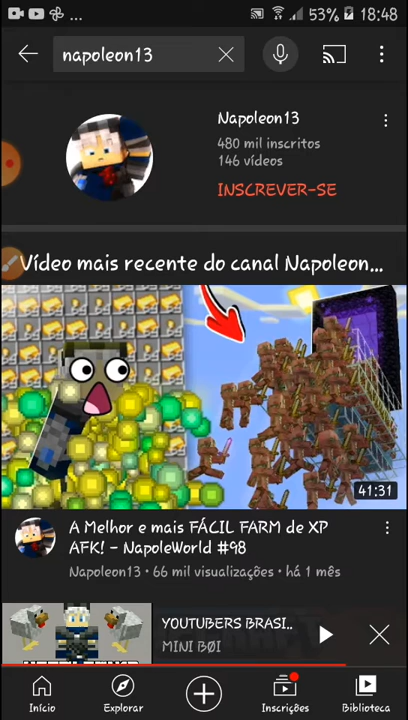 53% 18:48
napoleon13
Napoleon13
480 mil inscritos
146 vídeos
INSCREVER-SE
Vídeo mais recente do canal Napoleon...
41:31
A Melhor e mais FÁCIL FARM de XP
AFK! - NapoleWorld #98
Napoleon13 • 66 mil visualizações • há 1 mês
YOUTUBERS BRASI..
MINI BØI
Início
Explorar
Inscrições
Biblioteca